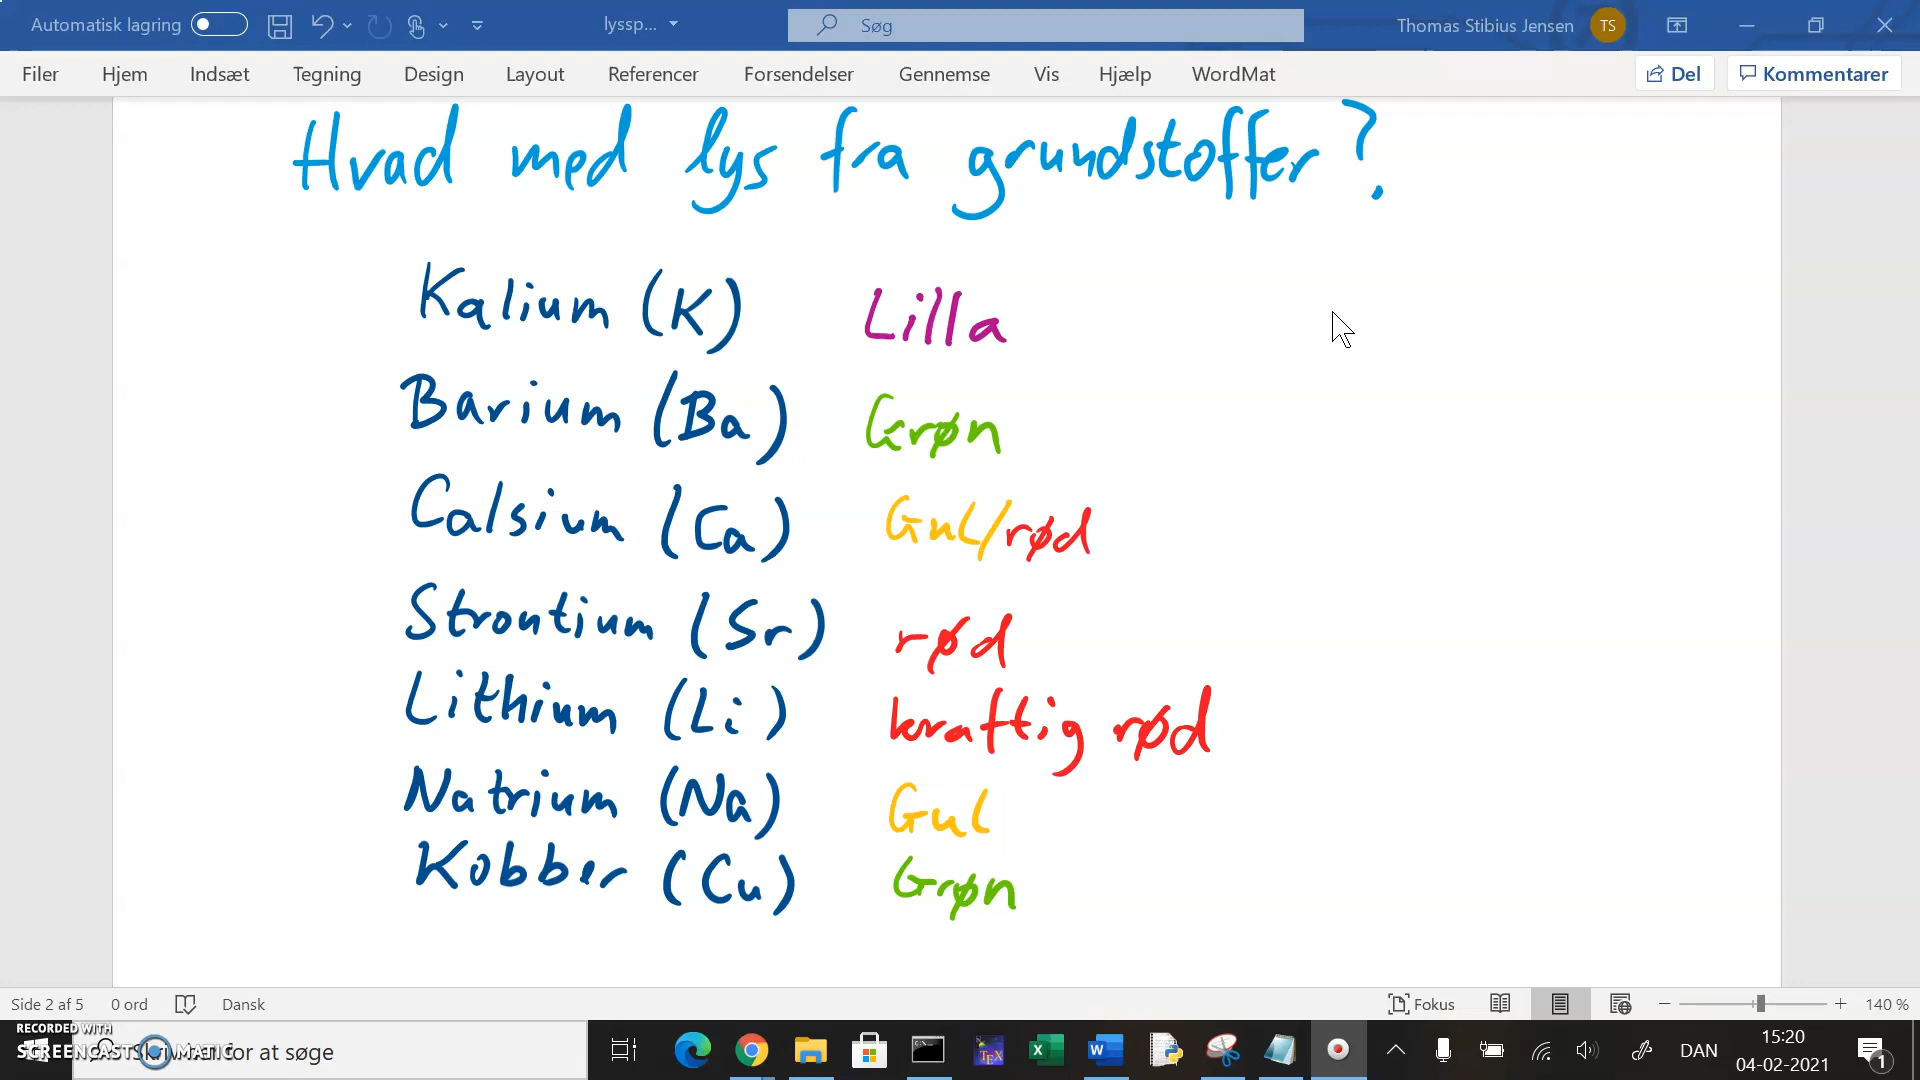 Automatisk lagring lyssp... Søg Thomas Stibius Jensen TS
Filer Hjem Indsæt Tegning Design Layout Referencer Forsendelser Gennemse Vis Hjælp WordMat Del Kommentarer
Hvad med lys fra grundstoffer?
Kalium (K) Lilla
Barium (Ba) Grøn
Calsium (Ca) Gul/rød
Strontium (Sr) rød
Lithium (Li) kraftig rød
Natrium (Na) Gul
Kobber (Cu) Grøn
Side 2 af 5 0 ord Dansk Fokus 140 %
RECORDED WITH
SCREENCAST MATIC
for at søge
DAN
15:20
04-02-2021
1